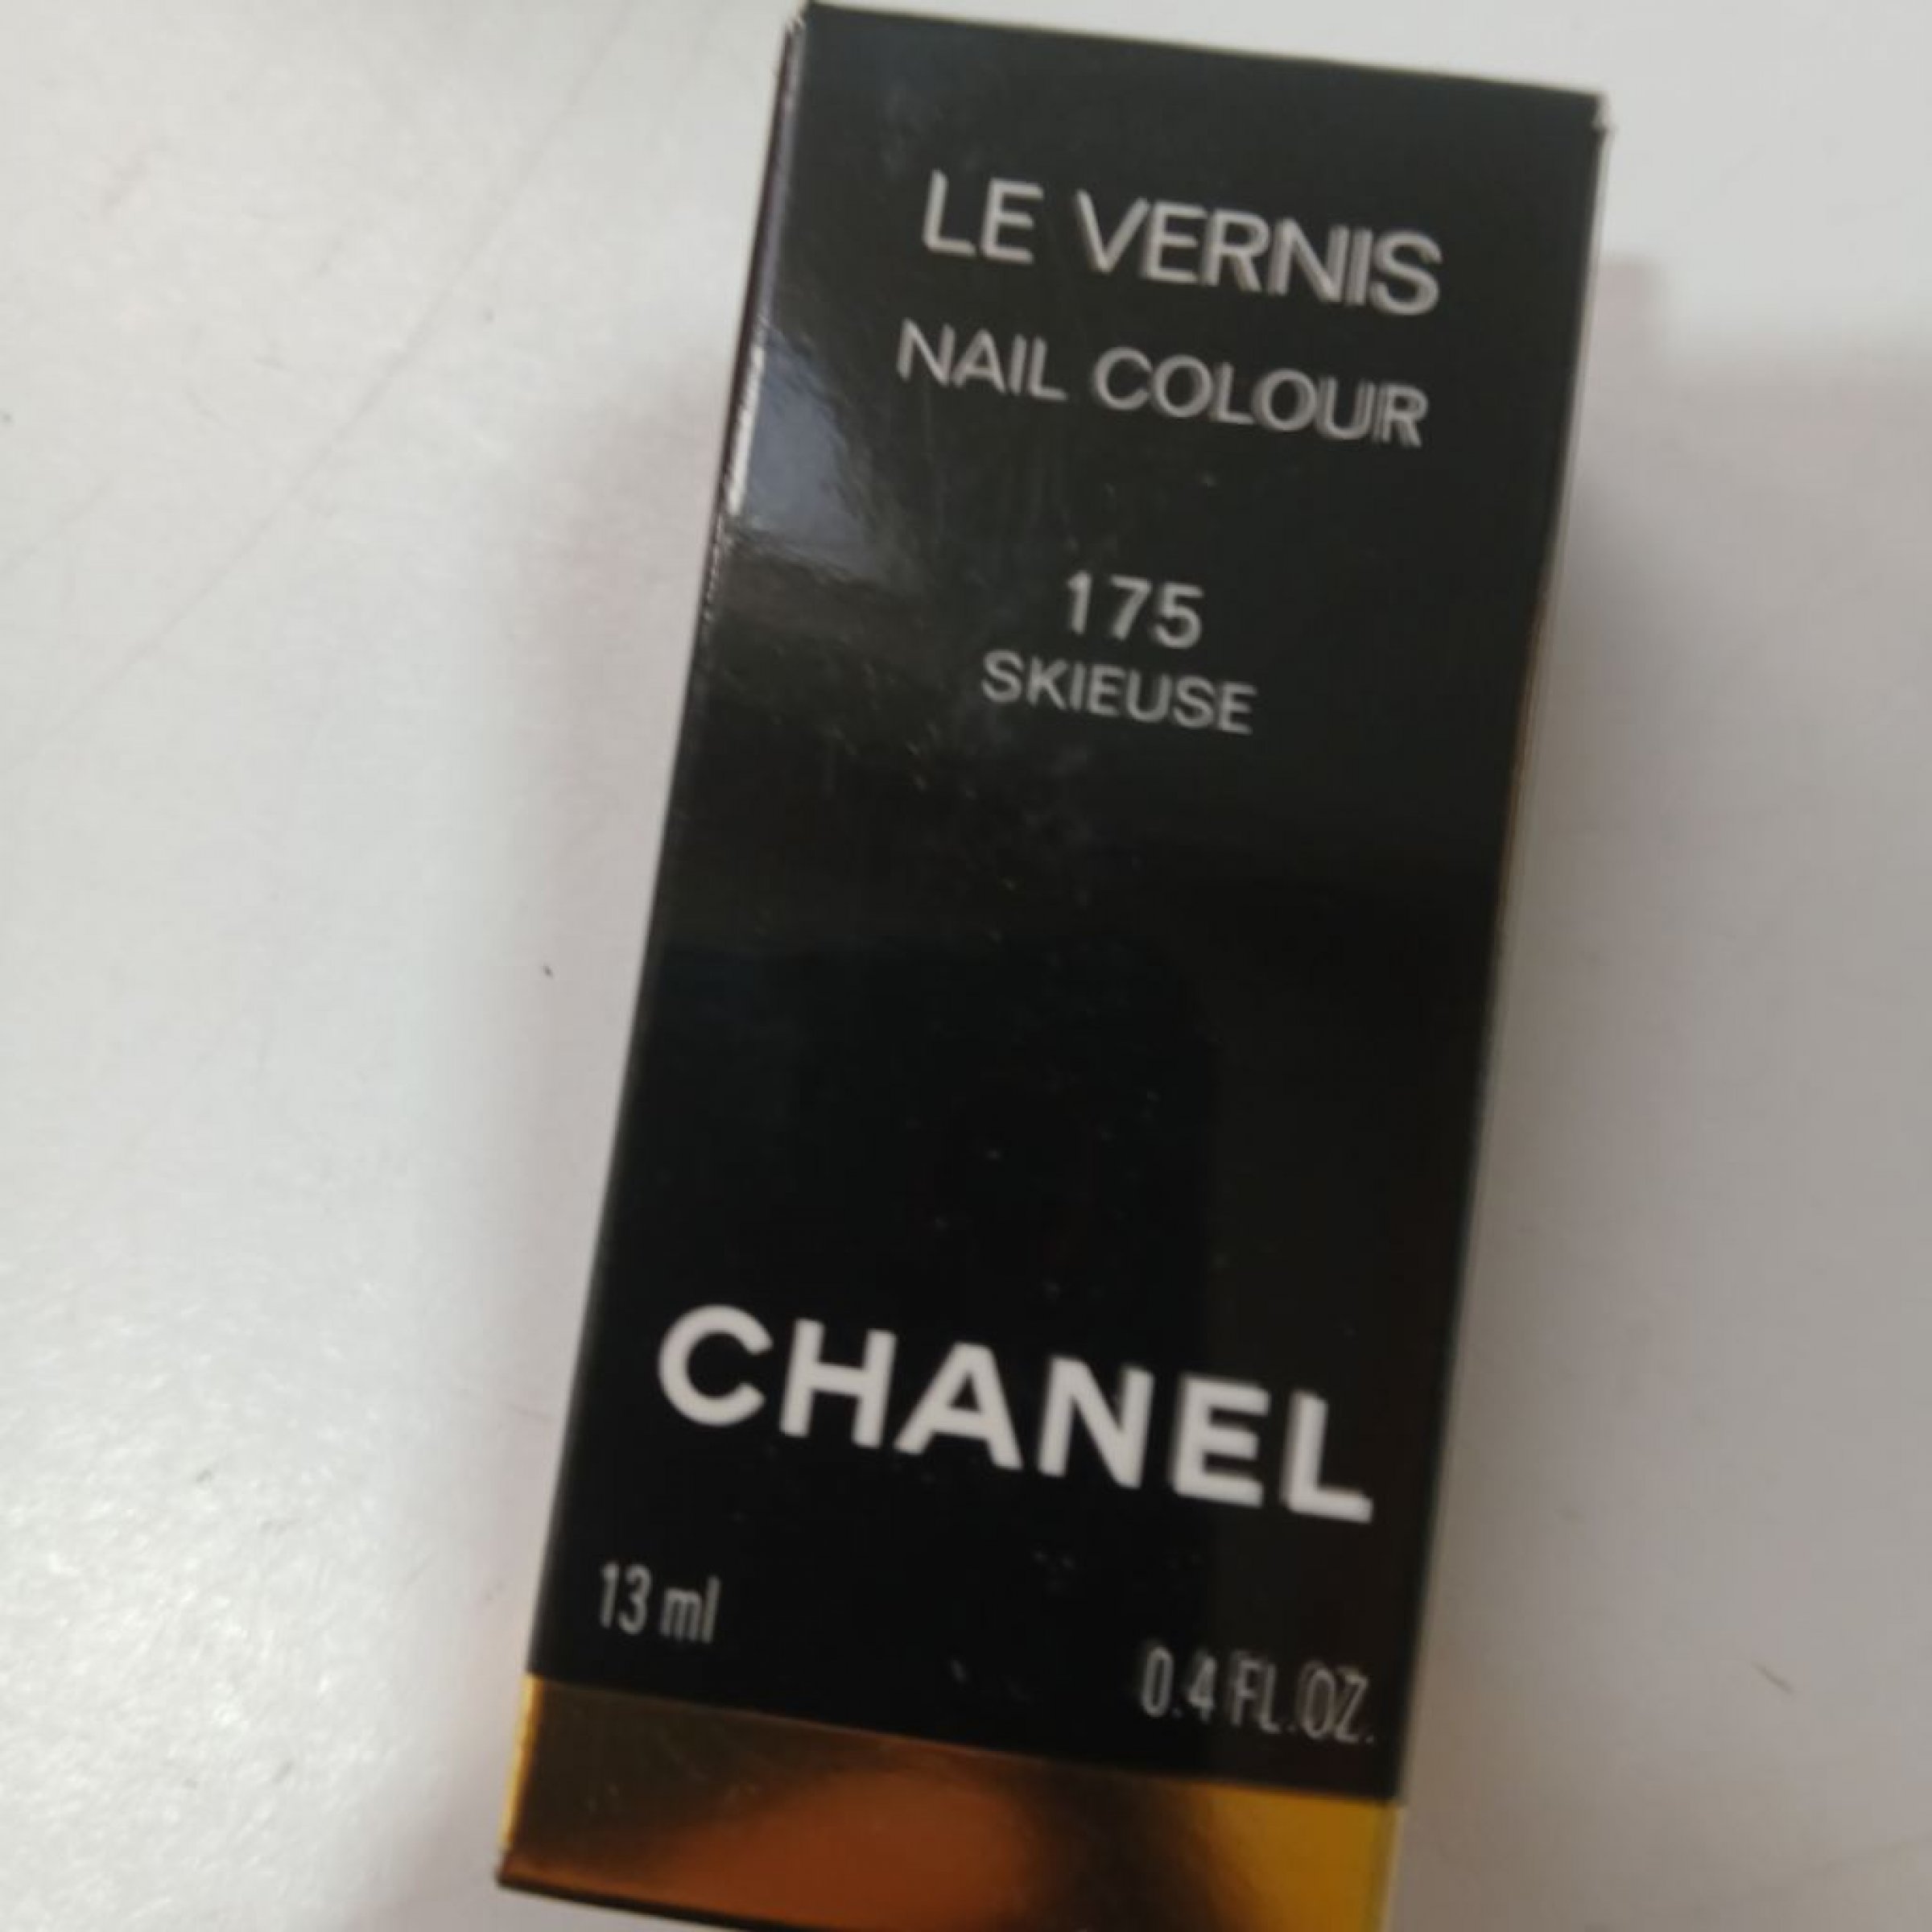 LE VERNIS
NAIL COLOUR
175
SKIEUSE
CHANEL
13 ml
0.4 FL. OZ.